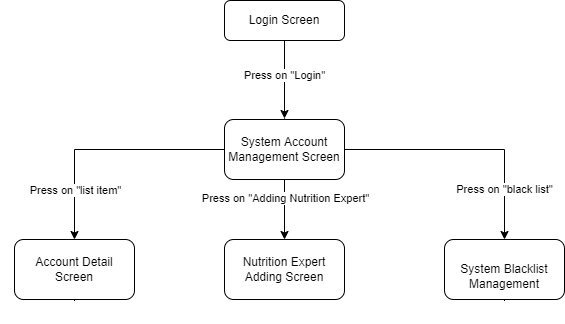 Login Screen
Press on "Login"
System Account
Management Screen
Press on "list item"
Press on "Adding Nutrition Expert"
Press on "black list"
Account Detail
Screen
Nutrition Expert
Adding Screen
System Blacklist
Management